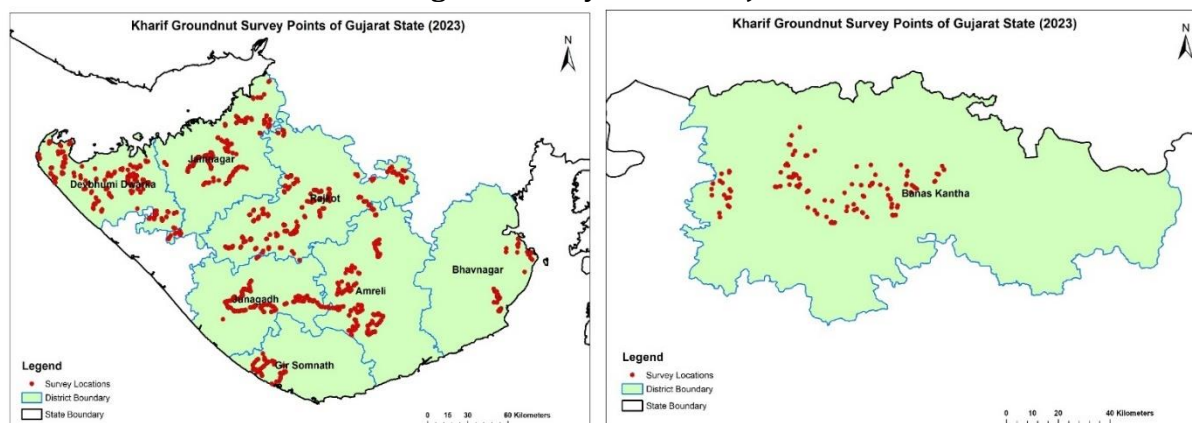 Kharif Groundnut Survey Points of Gujarat State (2023)
N
Jamnagar
Devbhumi Dwarka
Rajkot
Bhavnagar
Amreli
Junagadh
Gir Somnath
Legend
Survey Locations
District Boundary
State Boundary
0 15 30 60 Kilometers
Kharif Groundnut Survey Points of Gujarat State (2023)
N
Banas Kantha
Legend
Survey Locations
District Boundary
State Boundary
0 10 20 40 Kilometers